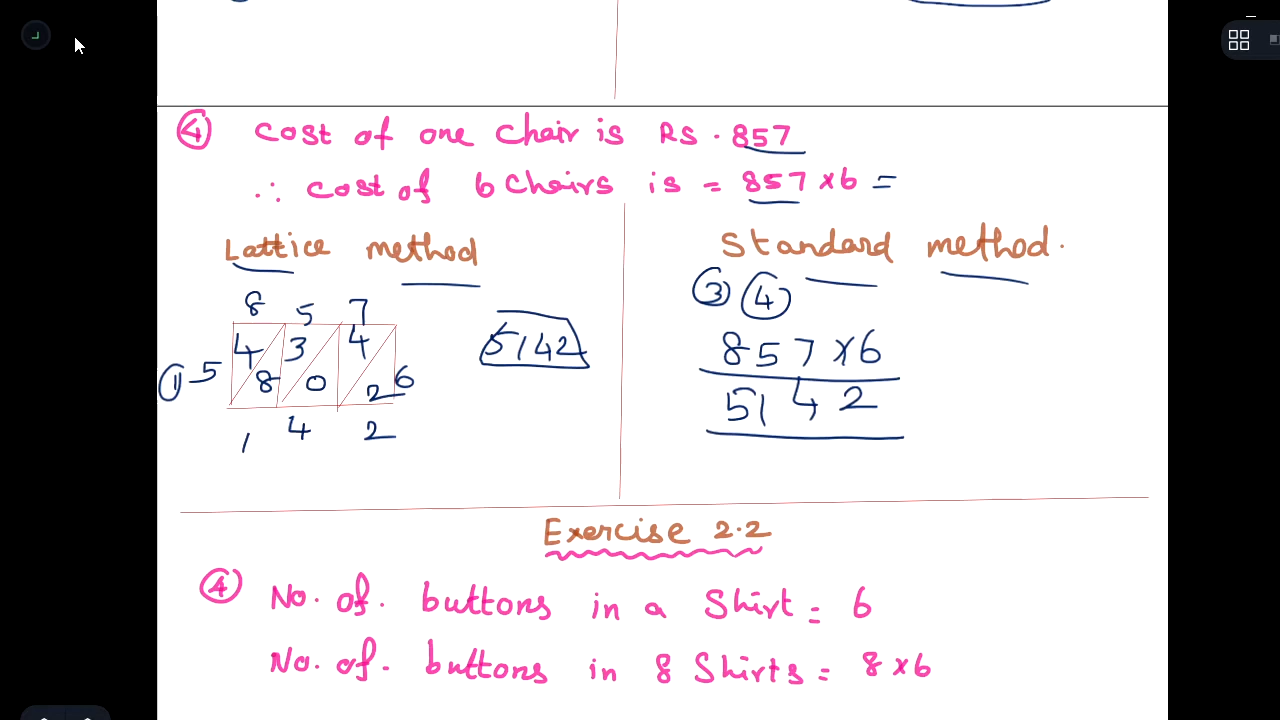 ④ Cost of one Chair is Rs. 857
∴ Cost of 6 Chairs is = 857 × 6 =
Lattice method
8 5 7
4 3 4
① 5 8 0 2 6
1 4 2
5142
Standard method.
③ ④
857 × 6
5142
Exercise 2.2
④ No. of. buttons in a Shirt = 6
No. of. buttons in 8 Shirts = 8 × 6